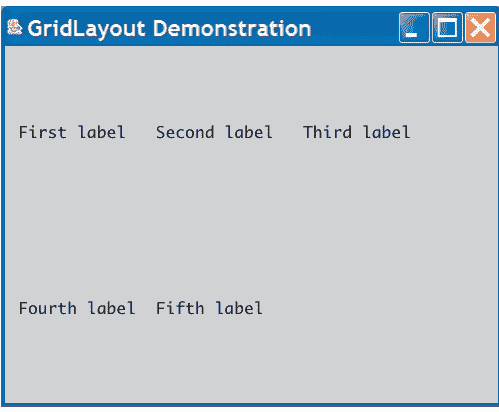 GridLayout Demonstration
First label Second label Third label
Fourth label Fifth label